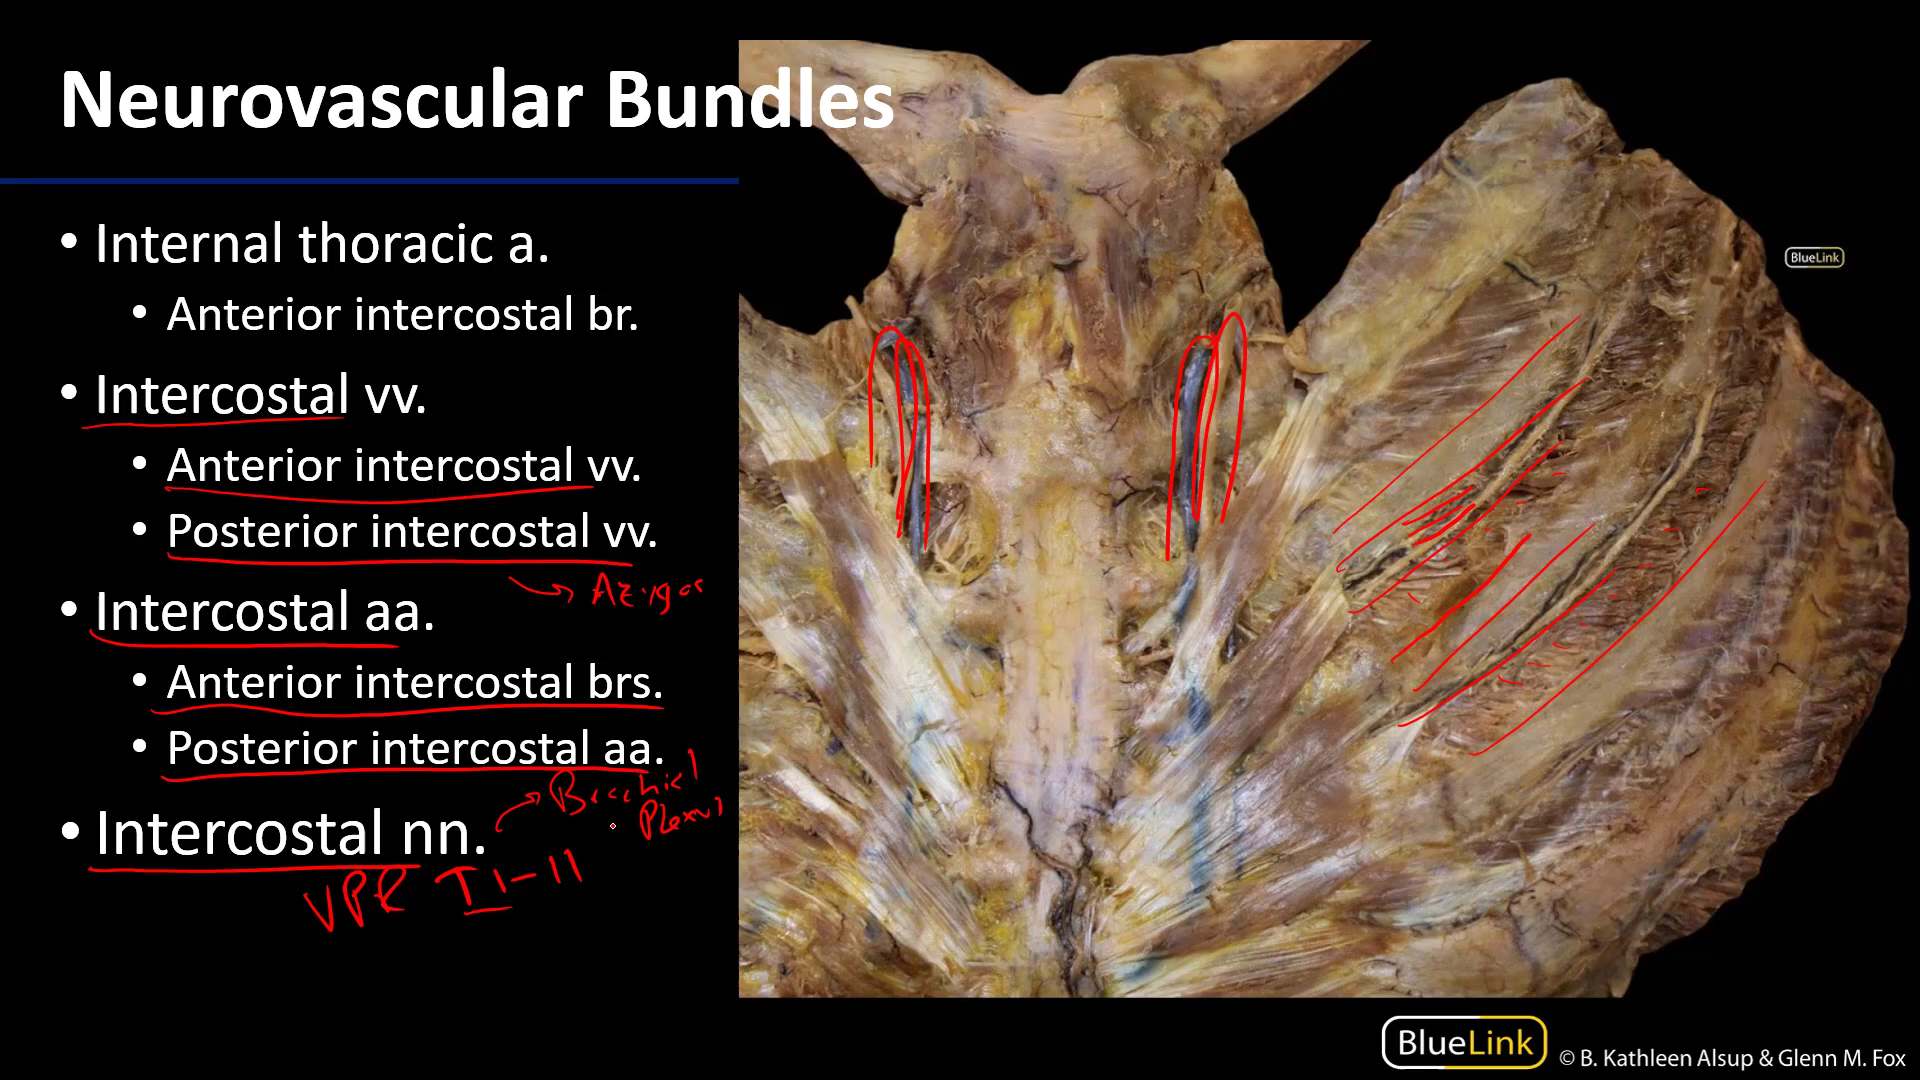 Neurovascular Bundles
• Internal thoracic a.
• Anterior intercostal br.
• Intercostal vv.
• Anterior intercostal vv.
• Posterior intercostal vv.
→ Azygos
• Intercostal aa.
• Anterior intercostal brs.
• Posterior intercostal aa.
→ Brachial
Plexus
• Intercostal nn.
VPR T1-11
BlueLink
BlueLink
© B. Kathleen Alsup & Glenn M. Fox